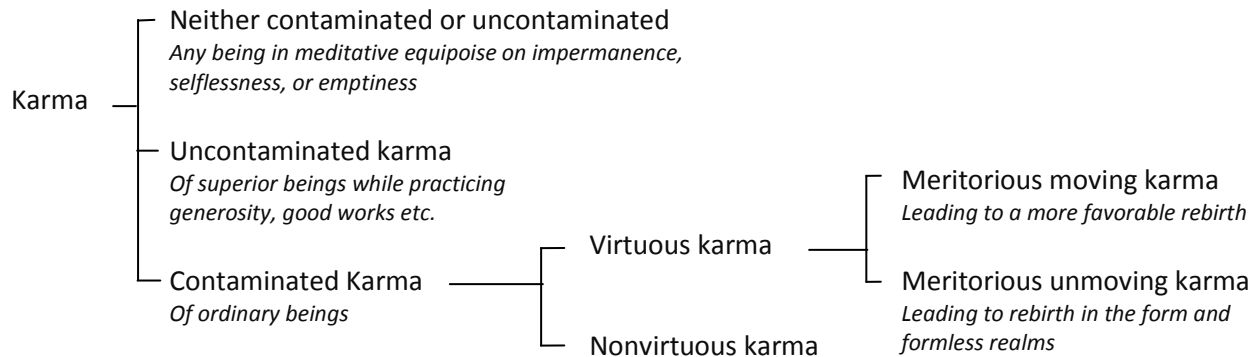 Neither contaminated or uncontaminated
Any being in meditative equipoise on impermanence,
selflessness, or emptiness
Karma
Uncontaminated karma
Of superior beings while practicing
generosity, good works etc.
Contaminated Karma
Of ordinary beings
Virtuous karma
Nonvirtuous karma
Meritorious moving karma
Leading to a more favorable rebirth
Meritorious unmoving karma
Leading to rebirth in the form and
formless realms